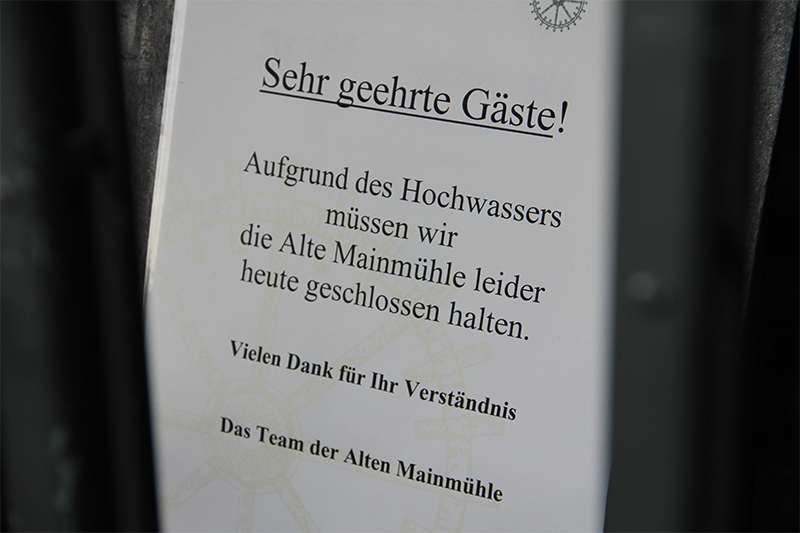 Sehr geehrte Gäste!
Aufgrund des Hochwassers
müssen wir
die Alte Mainmühle leider
heute geschlossen halten.
Vielen Dank für Ihr Verständnis
Das Team der Alten Mainmühle